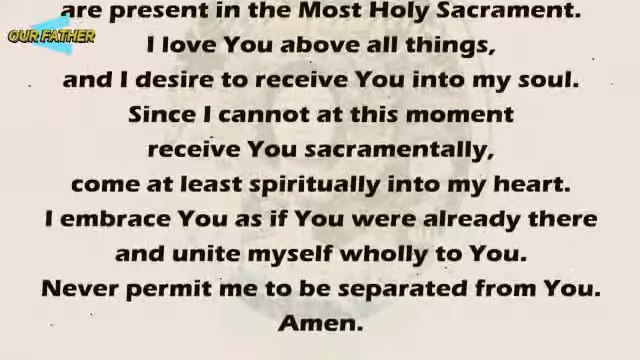 are present in the Most Holy Sacrament.
OUR FATHER
I love You above all things,
and I desire to receive You into my soul.
Since I cannot at this moment
receive You sacramentally,
come at least spiritually into my heart.
I embrace You as if You were already there
and unite myself wholly to You.
Never permit me to be separated from You.
Amen.